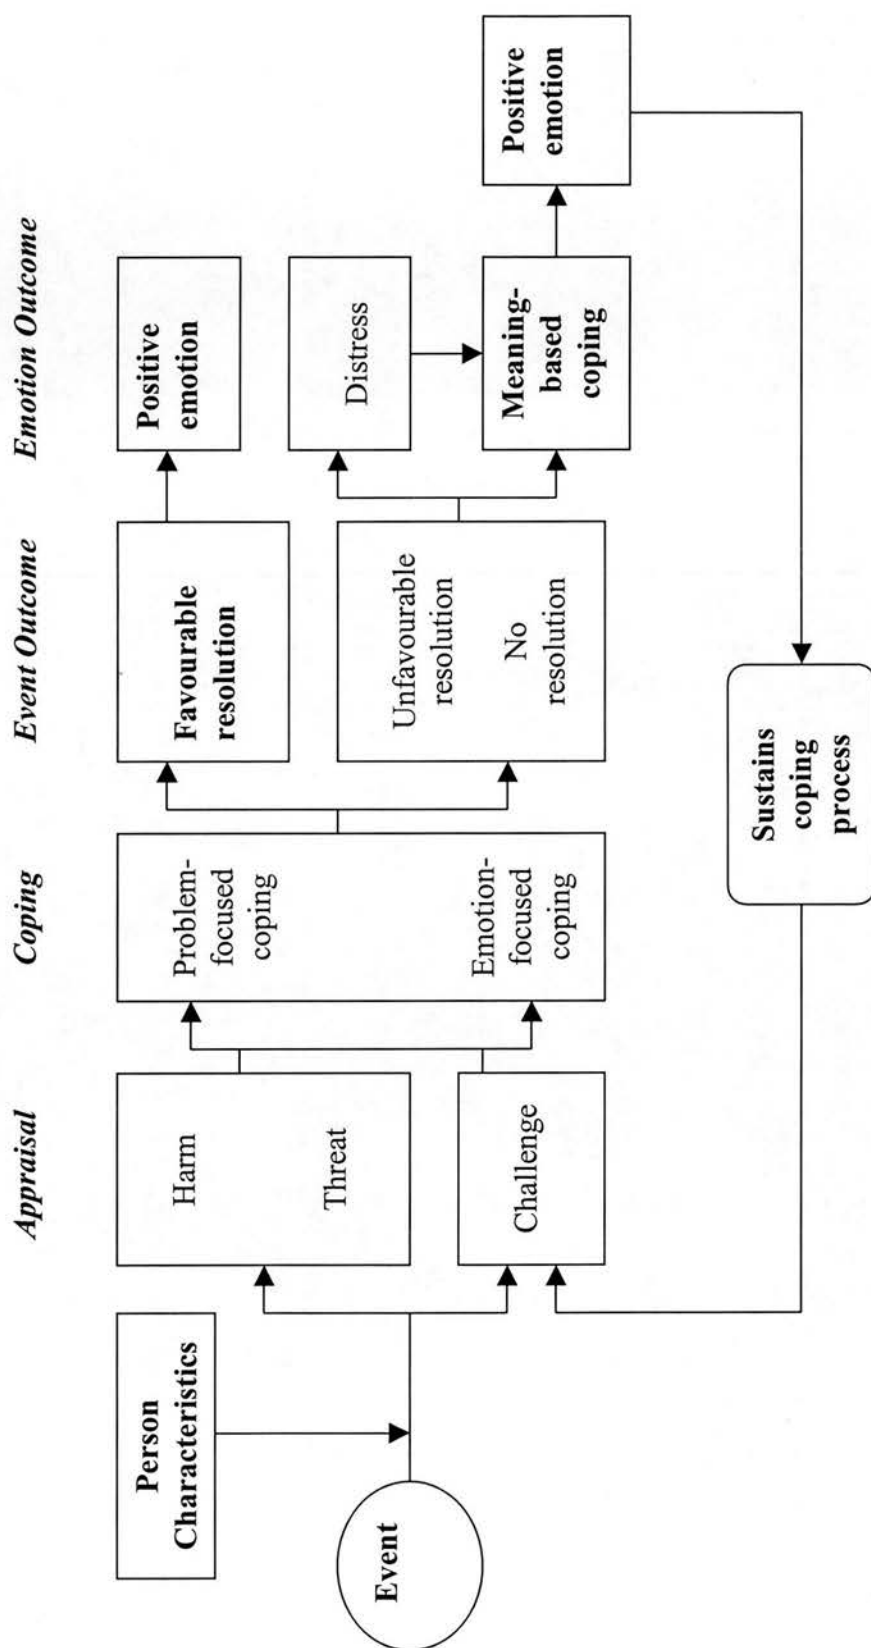 Appraisal
Coping
Event Outcome
Emotion Outcome
Person
Characteristics
Event
Harm
Threat
Challenge
Problem-
focused
coping
Emotion-
focused
coping
Favourable
resolution
Unfavourable
resolution
No
resolution
Positive
emotion
Distress
Meaning-
based
coping
Positive
emotion
Sustains
coping
process